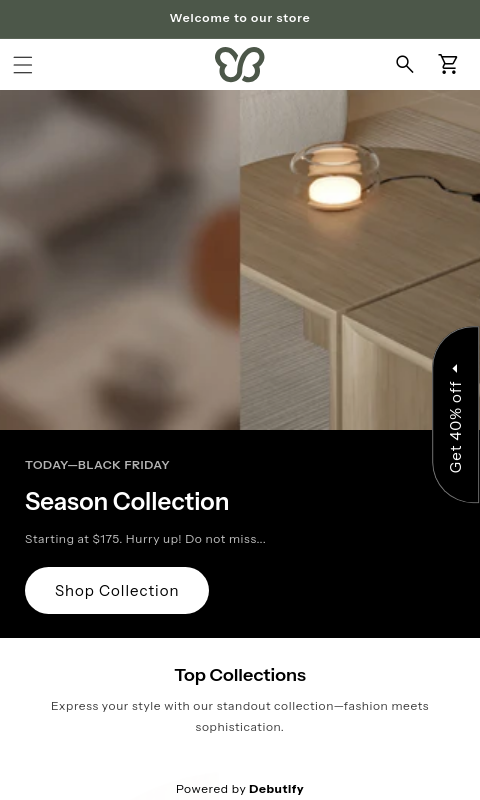 Welcome to our store
Get 40% off
TODAY—BLACK FRIDAY
Season Collection
Starting at $175. Hurry up! Do not miss...
Shop Collection
Top Collections
Express your style with our standout collection—fashion meets
sophistication.
Powered by Debutify